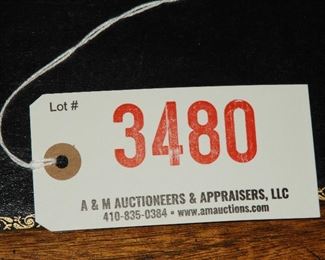 Lot #
3480
A & M AUCTIONEERS & APPRAISERS, LLC
410-835-0384 • www.amauctions.com